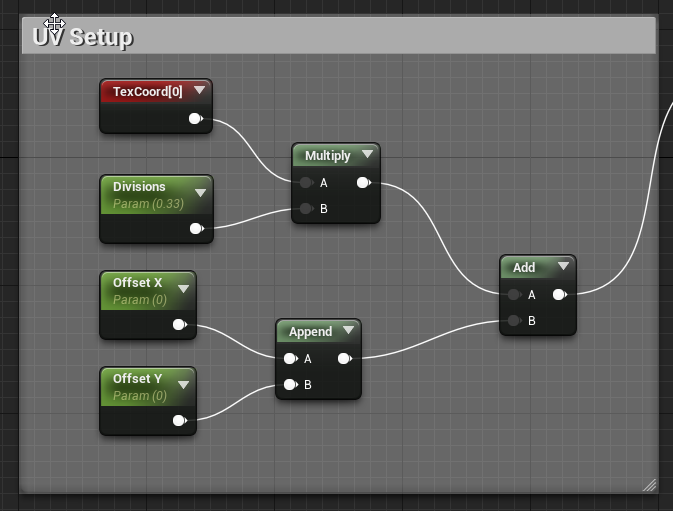 UV Setup
TexCoord[0]
Multiply
A
B
Divisions
Param (0.33)
Offset X
Param (0)
Add
A
B
Append
A
B
Offset Y
Param (0)